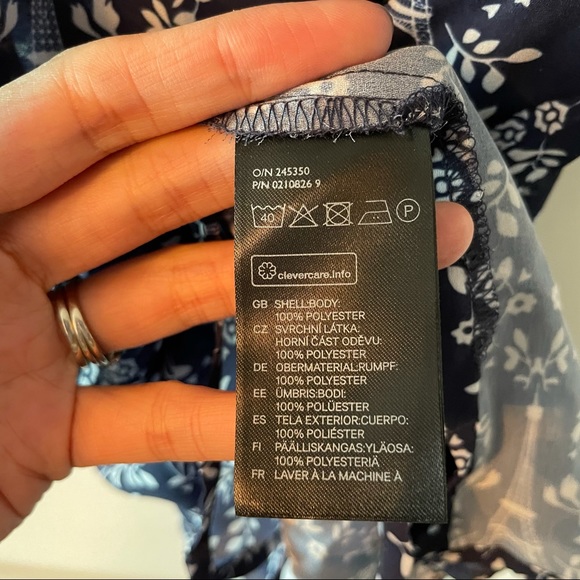 O/N 245350
P/N 0210826 9
40 P
clevercare.info
GB SHELL:BODY:
100% POLYESTER
CZ SVRCHNÍ LÁTKA:
HORNÍ ČÁST ODĚVU:
100% POLYESTER
DE OBERMATERIAL:RUMPF:
100% POLYESTER
EE ÜMBRIS:BODI:
100% POLÜESTER
ES TELA EXTERIOR:CUERPO:
100% POLIÉSTER
FI PÄÄLLISKANGAS:YLÄOSA:
100% POLYESTERIÄ
FR LAVER À LA MACHINE À